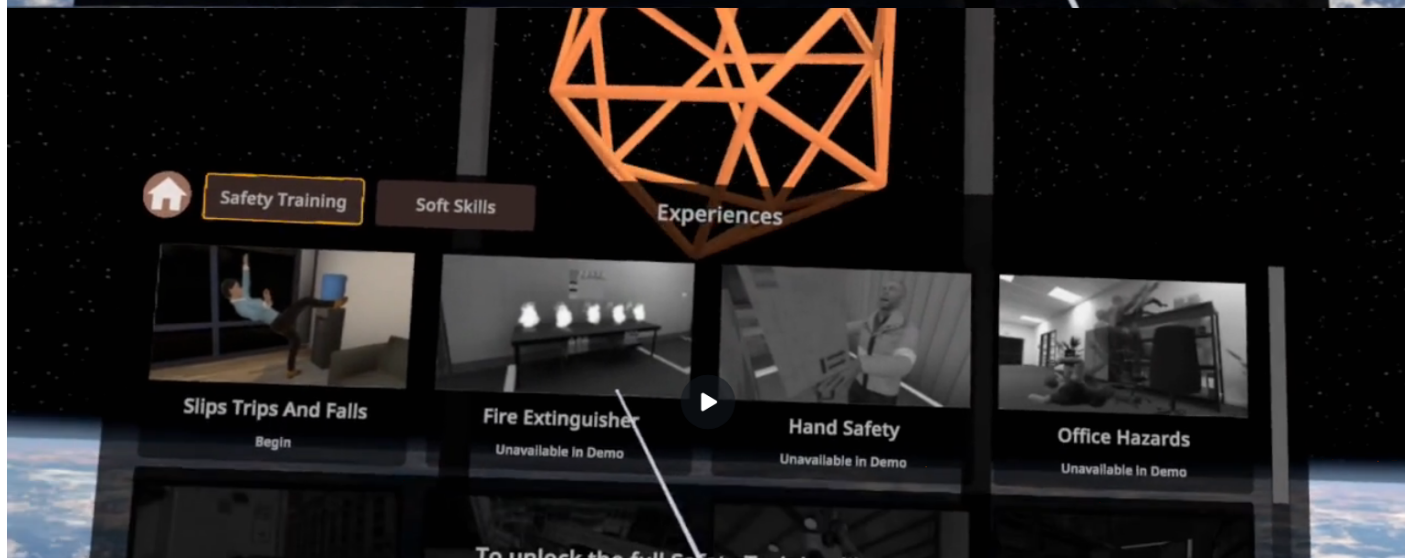 Safety Training
Soft Skills
Experiences
Slips Trips And Falls
Begin
Fire Extinguisher
Unavailable In Demo
Hand Safety
Unavailable In Demo
Office Hazards
Unavailable In Demo
To unlock the full